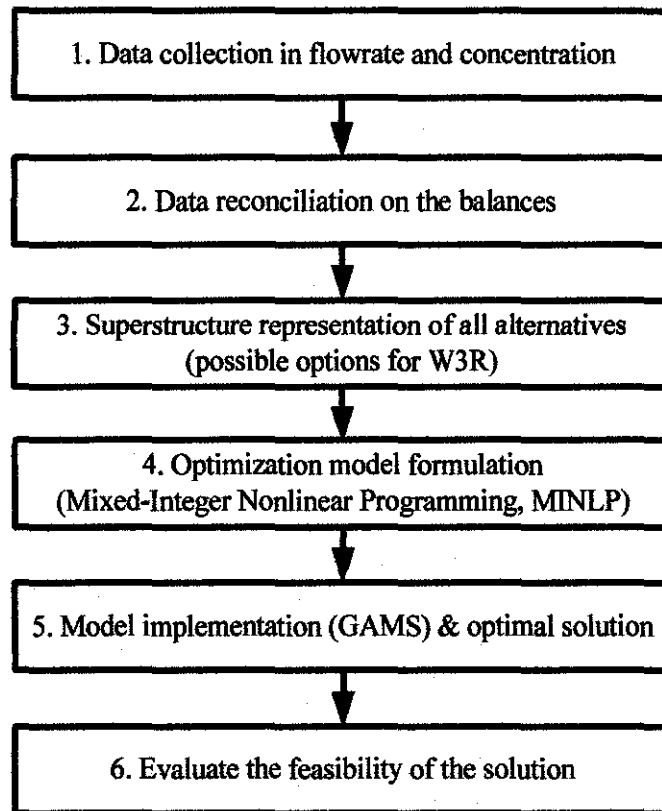 1. Data collection in flowrate and concentration
2. Data reconciliation on the balances
3. Superstructure representation of all alternatives
(possible options for W3R)
4. Optimization model formulation
(Mixed-Integer Nonlinear Programming, MINLP)
5. Model implementation (GAMS) & optimal solution
6. Evaluate the feasibility of the solution